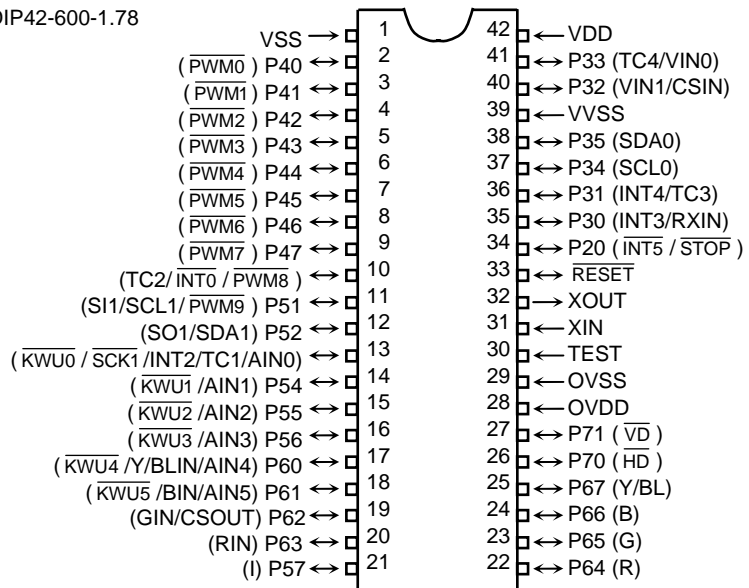 DIP42-600-1.78
VSS → 1 42 ← VDD
( PWM0 ) P40 ↔ 2 41 ↔ P33 (TC4/VIN0)
( PWM1 ) P41 ↔ 3 40 ↔ P32 (VIN1/CSIN)
( PWM2 ) P42 ↔ 4 39 ← VVSS
( PWM3 ) P43 ↔ 5 38 ↔ P35 (SDA0)
( PWM4 ) P44 ↔ 6 37 ↔ P34 (SCL0)
( PWM5 ) P45 ↔ 7 36 ↔ P31 (INT4/TC3)
( PWM6 ) P46 ↔ 8 35 ↔ P30 (INT3/RXIN)
( PWM7 ) P47 ↔ 9 34 ↔ P20 ( INT5 / STOP )
(TC2/ INT0 / PWM8 ) ↔ 10 33 ↔ RESET
(SI1/SCL1/ PWM9 ) P51 ↔ 11 32 → XOUT
(SO1/SDA1) P52 ↔ 12 31 ← XIN
( KWU0 / SCK1 /INT2/TC1/AIN0) ↔ 13 30 ← TEST
( KWU1 /AIN1) P54 ↔ 14 29 ← OVSS
( KWU2 /AIN2) P55 ↔ 15 28 ← OVDD
( KWU3 /AIN3) P56 ↔ 16 27 ↔ P71 ( VD )
( KWU4 /Y/BLIN/AIN4) P60 ↔ 17 26 ↔ P70 ( HD )
( KWU5 /BIN/AIN5) P61 ↔ 18 25 ↔ P67 (Y/BL)
(GIN/CSOUT) P62 ↔ 19 24 ↔ P66 (B)
(RIN) P63 ↔ 20 23 ↔ P65 (G)
(I) P57 ↔ 21 22 ↔ P64 (R)